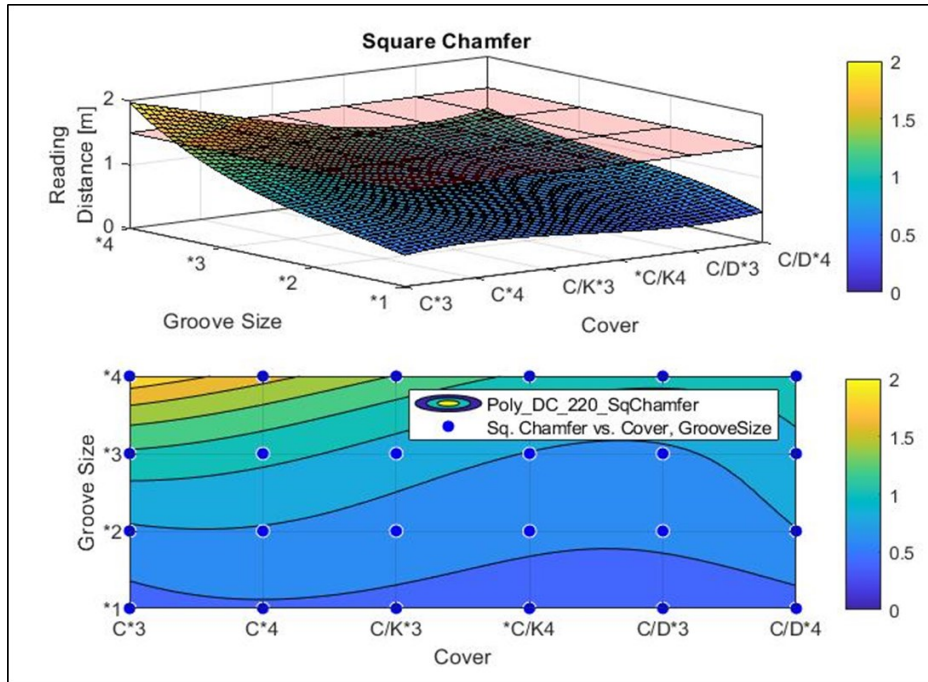 Square Chamfer
Reading
Distance [m]
2
1
0
*4
*3
*2
*1
Groove Size
C*3
C*4
C/K*3
*C/K4
C/D*3
C/D*4
Cover
2
1.5
1
0.5
0
Poly_DC_220_SqChamfer
Sq. Chamfer vs. Cover, GrooveSize
Groove Size
*4
*3
*2
*1
C*3
C*4
C/K*3
*C/K4
C/D*3
C/D*4
Cover
2
1.5
1
0.5
0